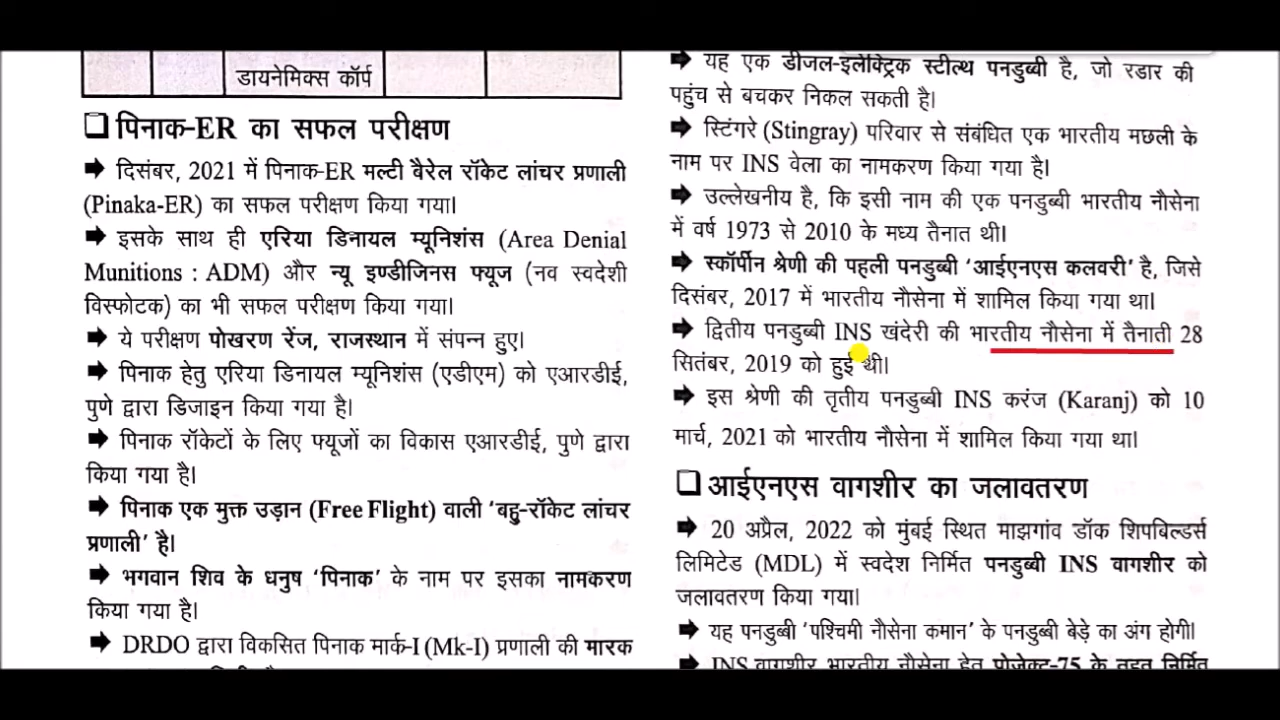 डायनेमिक्स कॉर्प
पिनाक-ER का सफल परीक्षण
दिसंबर, 2021 में पिनाक-ER मल्टी बैरेल रॉकेट लांचर प्रणाली
(Pinaka-ER) का सफल परीक्षण किया गया।
इसके साथ ही एरिया डिनायल म्यूनिशंस (Area Denial
Munitions : ADM) और न्यू इण्डीजिनस फ्यूज (नव स्वदेशी
विस्फोटक) का भी सफल परीक्षण किया गया।
ये परीक्षण पोखरण रेंज, राजस्थान में संपन्न हुए।
पिनाक हेतु एरिया डिनायल म्यूनिशंस (एडीएम) को एआरडीई,
पुणे द्वारा डिजाइन किया गया है।
पिनाक रॉकेटों के लिए फ्यूजों का विकास एआरडीई, पुणे द्वारा
किया गया है।
पिनाक एक मुक्त उड़ान (Free Flight) वाली ‘बहु-रॉकेट लांचर
प्रणाली’ है।
भगवान शिव के धनुष ‘पिनाक’ के नाम पर इसका नामकरण
किया गया है।
DRDO द्वारा विकसित पिनाक मार्क-I (Mk-I) प्रणाली की मारक
यह एक डीजल-इलेक्ट्रिक स्टील्थ पनडुब्बी है, जो रडार की
पहुंच से बचकर निकल सकती है।
स्टिंगरे (Stingray) परिवार से संबंधित एक भारतीय मछली के
नाम पर INS वेला का नामकरण किया गया है।
उल्लेखनीय है, कि इसी नाम की एक पनडुब्बी भारतीय नौसेना
में वर्ष 1973 से 2010 के मध्य तैनात थी।
स्कॉर्पीन श्रेणी की पहली पनडुब्बी ‘आईएनएस कलवरी’ है, जिसे
दिसंबर, 2017 में भारतीय नौसेना में शामिल किया गया था।
द्वितीय पनडुब्बी INS खंदेरी की भारतीय नौसेना में तैनाती 28
सितंबर, 2019 को हुई थी।
इस श्रेणी की तृतीय पनडुब्बी INS करंज (Karanj) को 10
मार्च, 2021 को भारतीय नौसेना में शामिल किया गया था।
आईएनएस वागशीर का जलावतरण
20 अप्रैल, 2022 को मुंबई स्थित माझगांव डॉक शिपबिल्डर्स
लिमिटेड (MDL) में स्वदेश निर्मित पनडुब्बी INS वागशीर को
जलावतरण किया गया।
यह पनडुब्बी ‘पश्चिमी नौसेना कमान’ के पनडुब्बी बेड़े का अंग होगी।
INS वागशीर भारतीय नौसेना हेतु प्रोजेक्ट-75 के तहत निर्मित